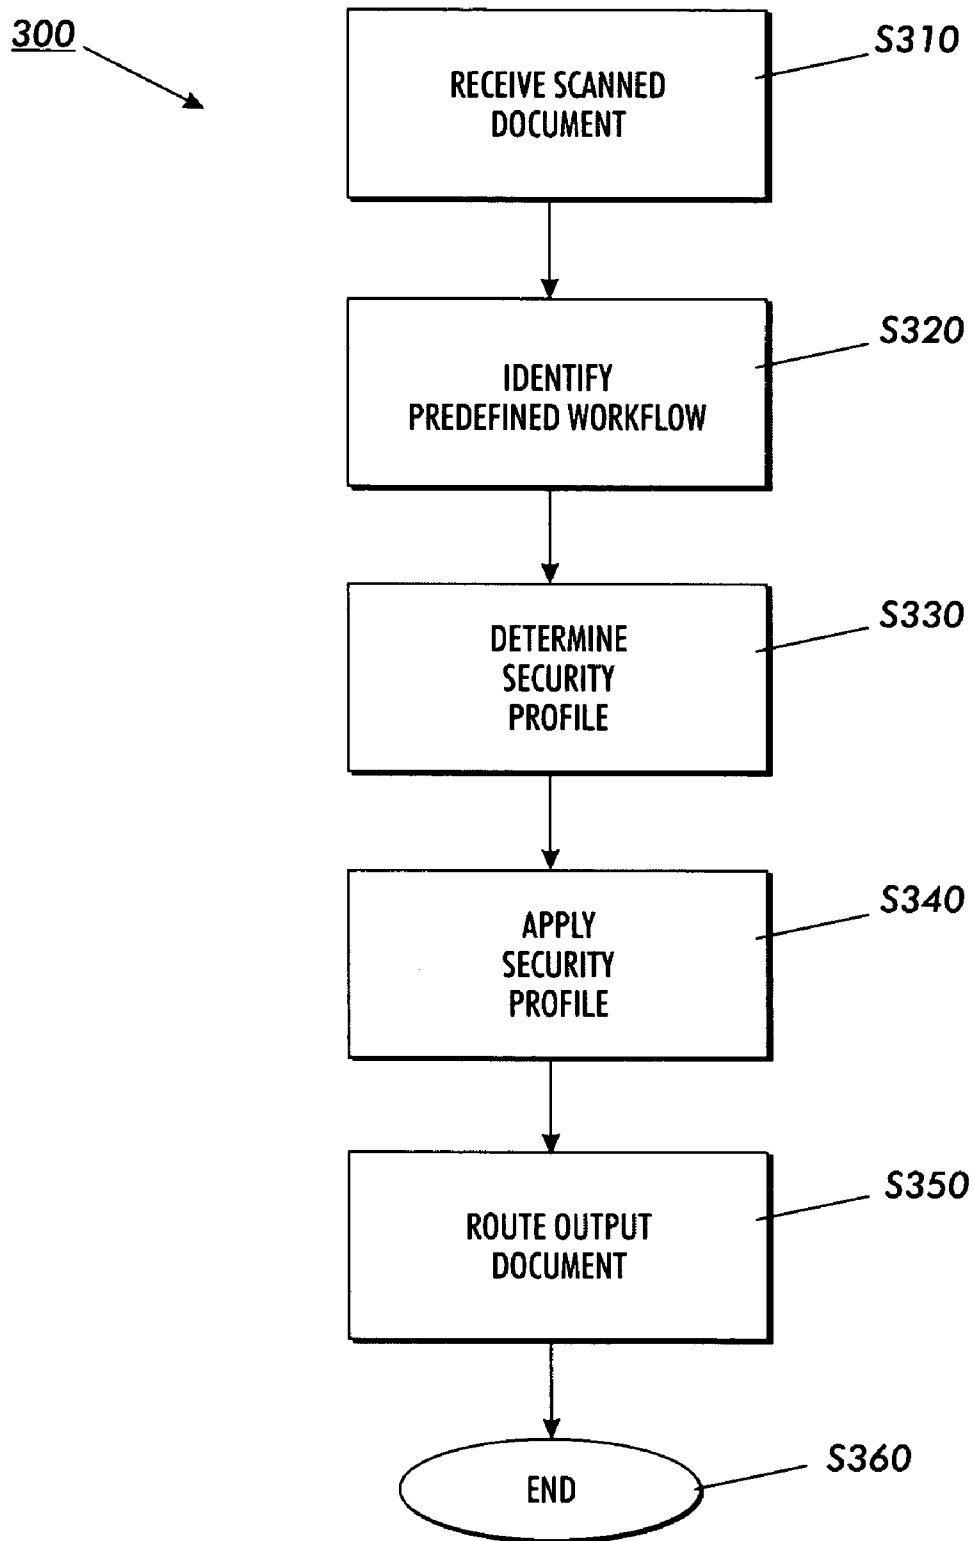 300
S310
RECEIVE SCANNED
DOCUMENT
S320
IDENTIFY
PREDEFINED WORKFLOW
S330
DETERMINE
SECURITY
PROFILE
S340
APPLY
SECURITY
PROFILE
S350
ROUTE OUTPUT
DOCUMENT
S360
END